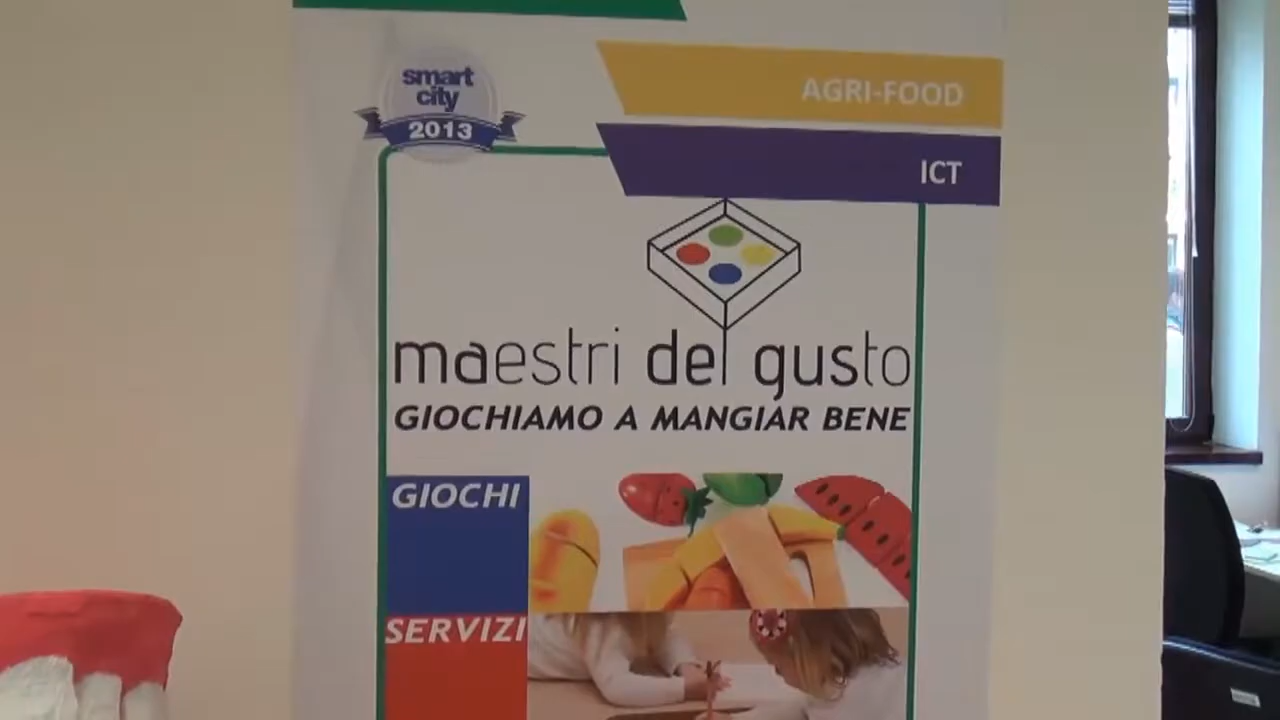 smart
city
2013
AGRI-FOOD
ICT
maestri del gusto
GIOCHIAMO A MANGIAR BENE
GIOCHI
SERVIZI